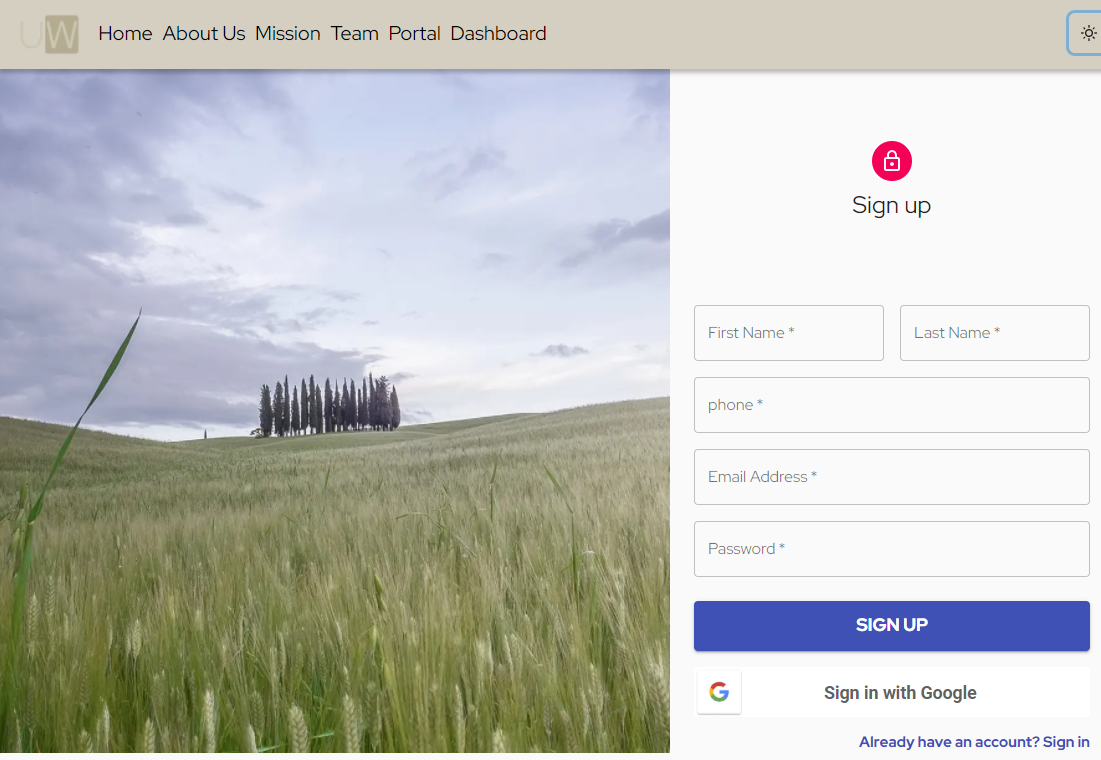 UW Home About Us Mission Team Portal Dashboard
Sign up
First Name * Last Name *
phone *
Email Address *
Password *
SIGN UP
G Sign in with Google
Already have an account? Sign in